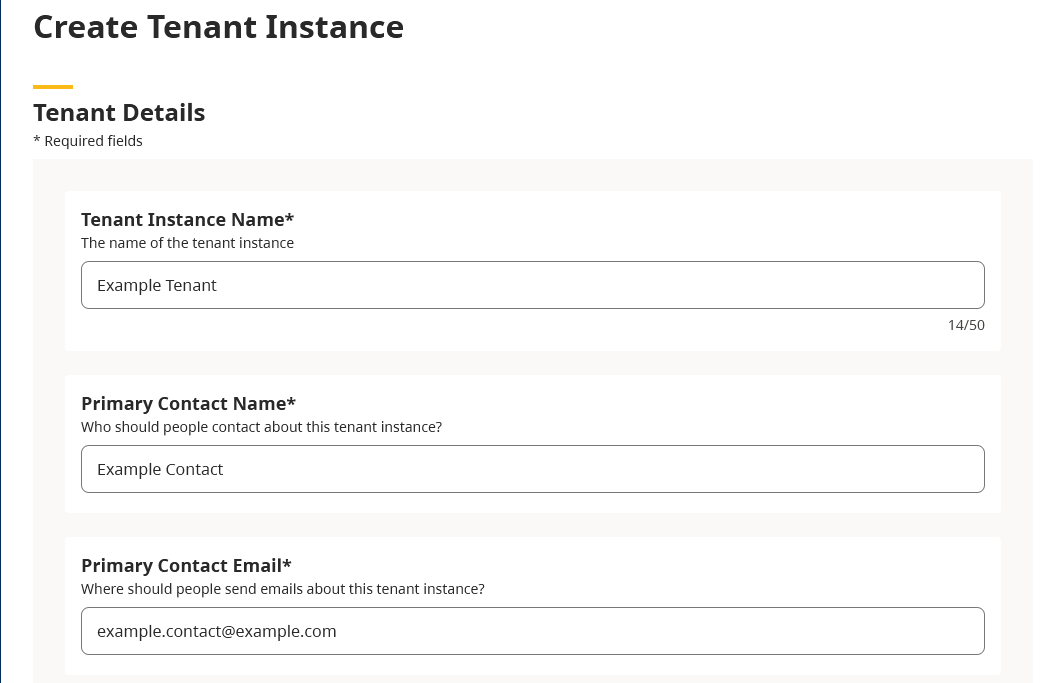 Create Tenant Instance
Tenant Details
* Required fields
Tenant Instance Name*
The name of the tenant instance
Example Tenant
14/50
Primary Contact Name*
Who should people contact about this tenant instance?
Example Contact
Primary Contact Email*
Where should people send emails about this tenant instance?
example.contact@example.com